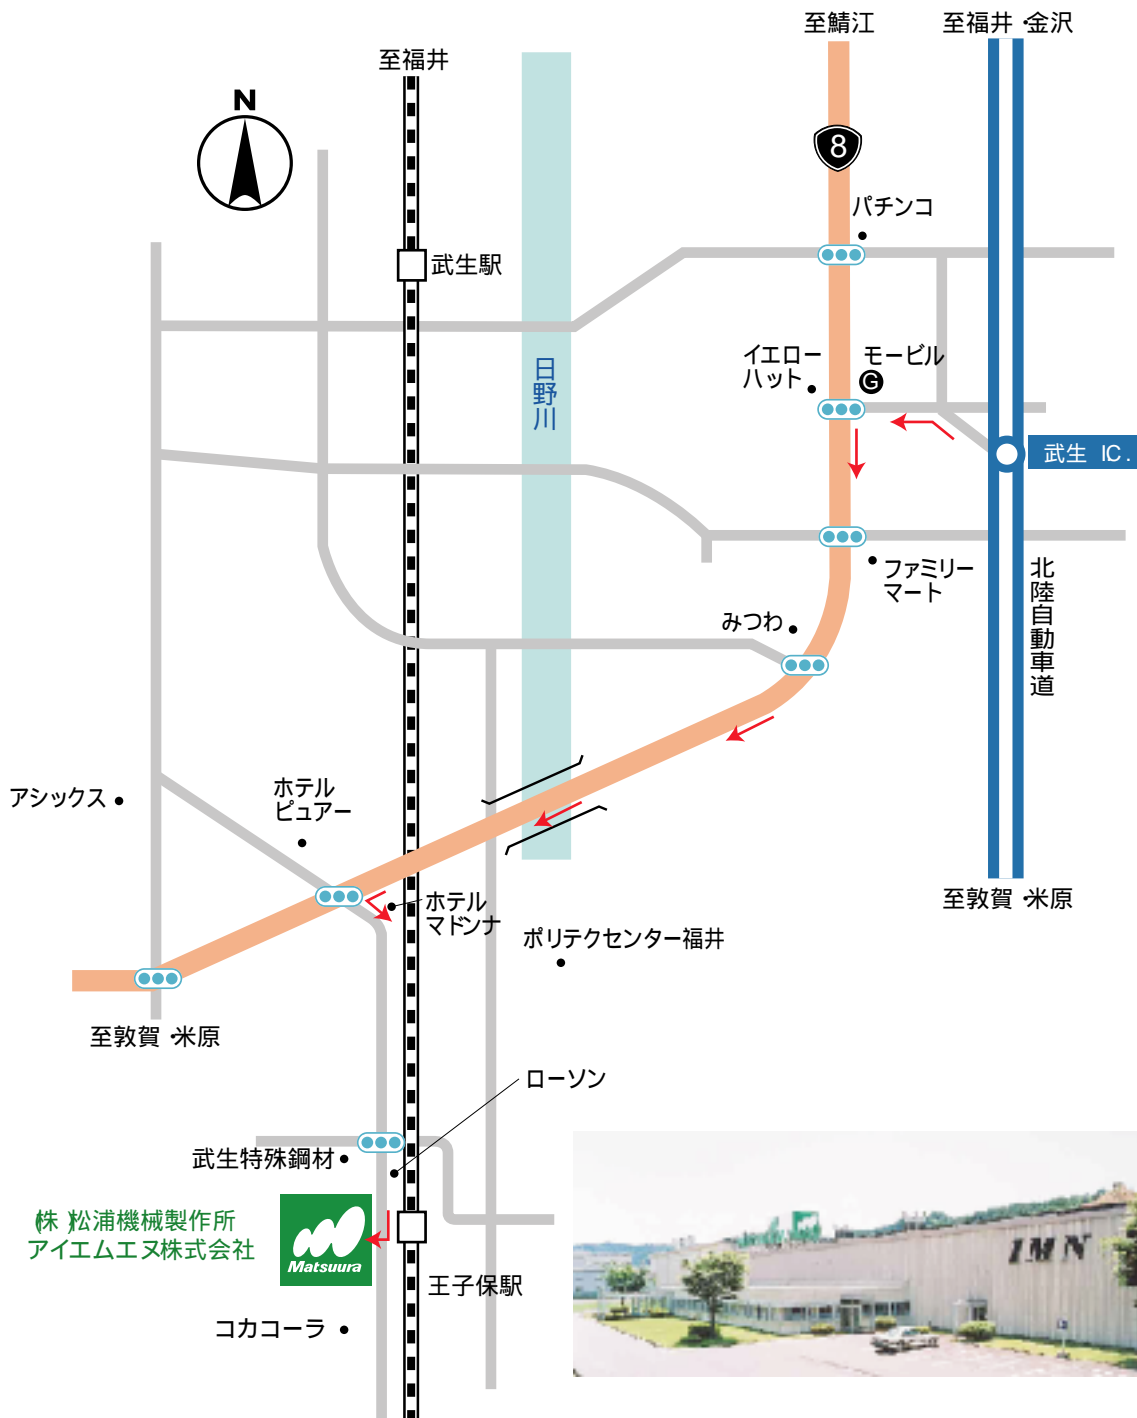 至鯖江
至福井・金沢
至福井
N
8
パチンコ
武生駅
イエロー
ハット
モービル
G
日野川
武生 IC.
ファミリー
マート
北陸自動車道
みつわ
アシックス
ホテル
ピュアー
ホテル
マドンナ
至敦賀・米原
ポリテクセンター福井
至敦賀・米原
ローソン
武生特殊鋼材
(株)松浦機械製作所
アイエムエヌ株式会社
Matsuura
IMN
王子保駅
コカコーラ